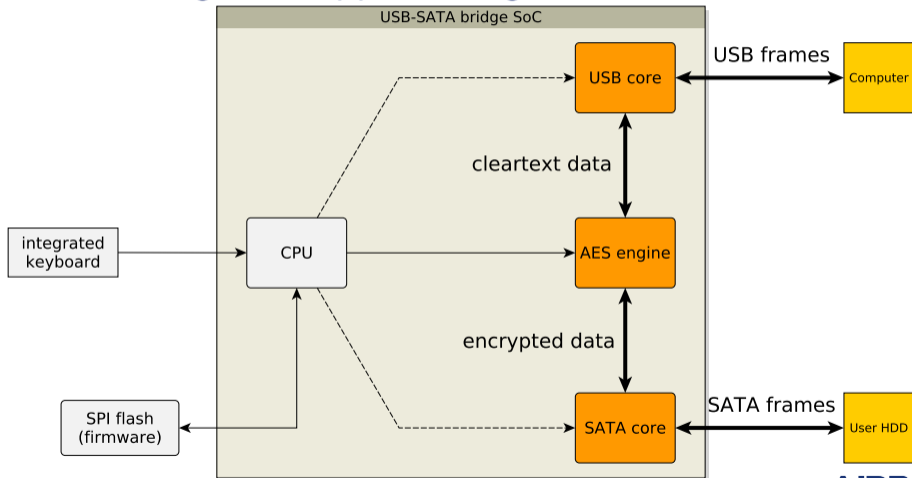 USB-SATA bridge SoC
USB frames
USB core
Computer
cleartext data
integrated
keyboard
CPU
AES engine
encrypted data
SPI flash
(firmware)
SATA core
SATA frames
User HDD